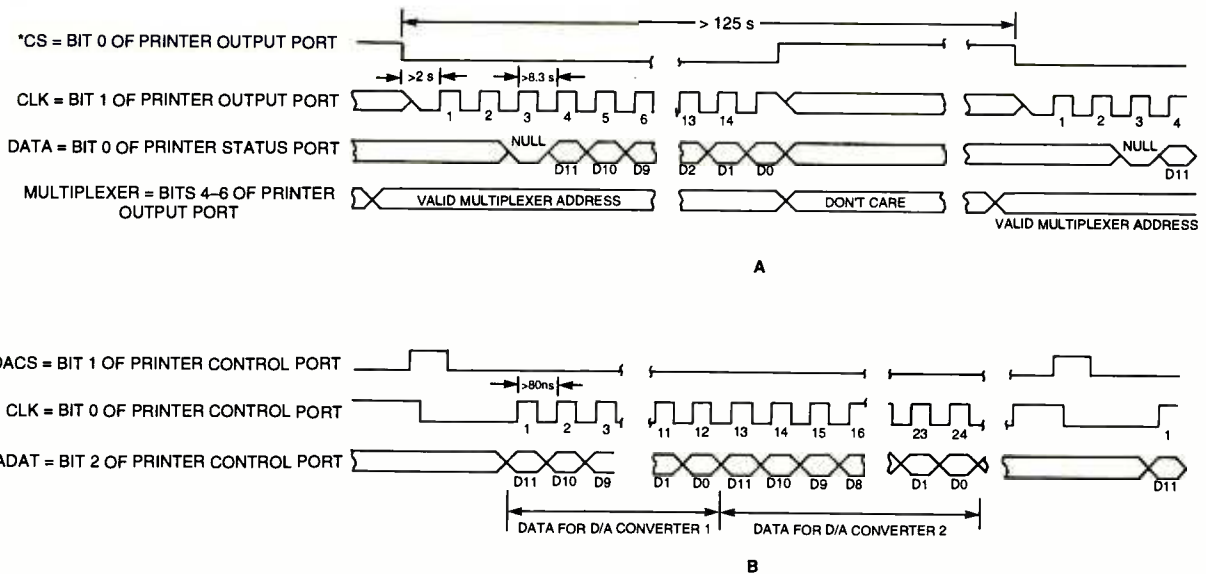 > 125 s
*CS = BIT 0 OF PRINTER OUTPUT PORT
>2 s >8.3 s
CLK = BIT 1 OF PRINTER OUTPUT PORT
1 2 3 4 5 6 13 14 1 2 3 4
DATA = BIT 0 OF PRINTER STATUS PORT
NULL NULL
D11 D10 D9 D2 D1 D0 D11
MULTIPLEXER = BITS 4–6 OF PRINTER
OUTPUT PORT
VALID MULTIPLEXER ADDRESS DON'T CARE
VALID MULTIPLEXER ADDRESS
A
DACS = BIT 1 OF PRINTER CONTROL PORT
>80ns
CLK = BIT 0 OF PRINTER CONTROL PORT
1 2 3 11 12 13 14 15 16 23 24 1
ADAT = BIT 2 OF PRINTER CONTROL PORT
D11 D10 D9 D1 D0 D11 D10 D9 D8 D1 D0 D11
DATA FOR D/A CONVERTER 1 DATA FOR D/A CONVERTER 2
B